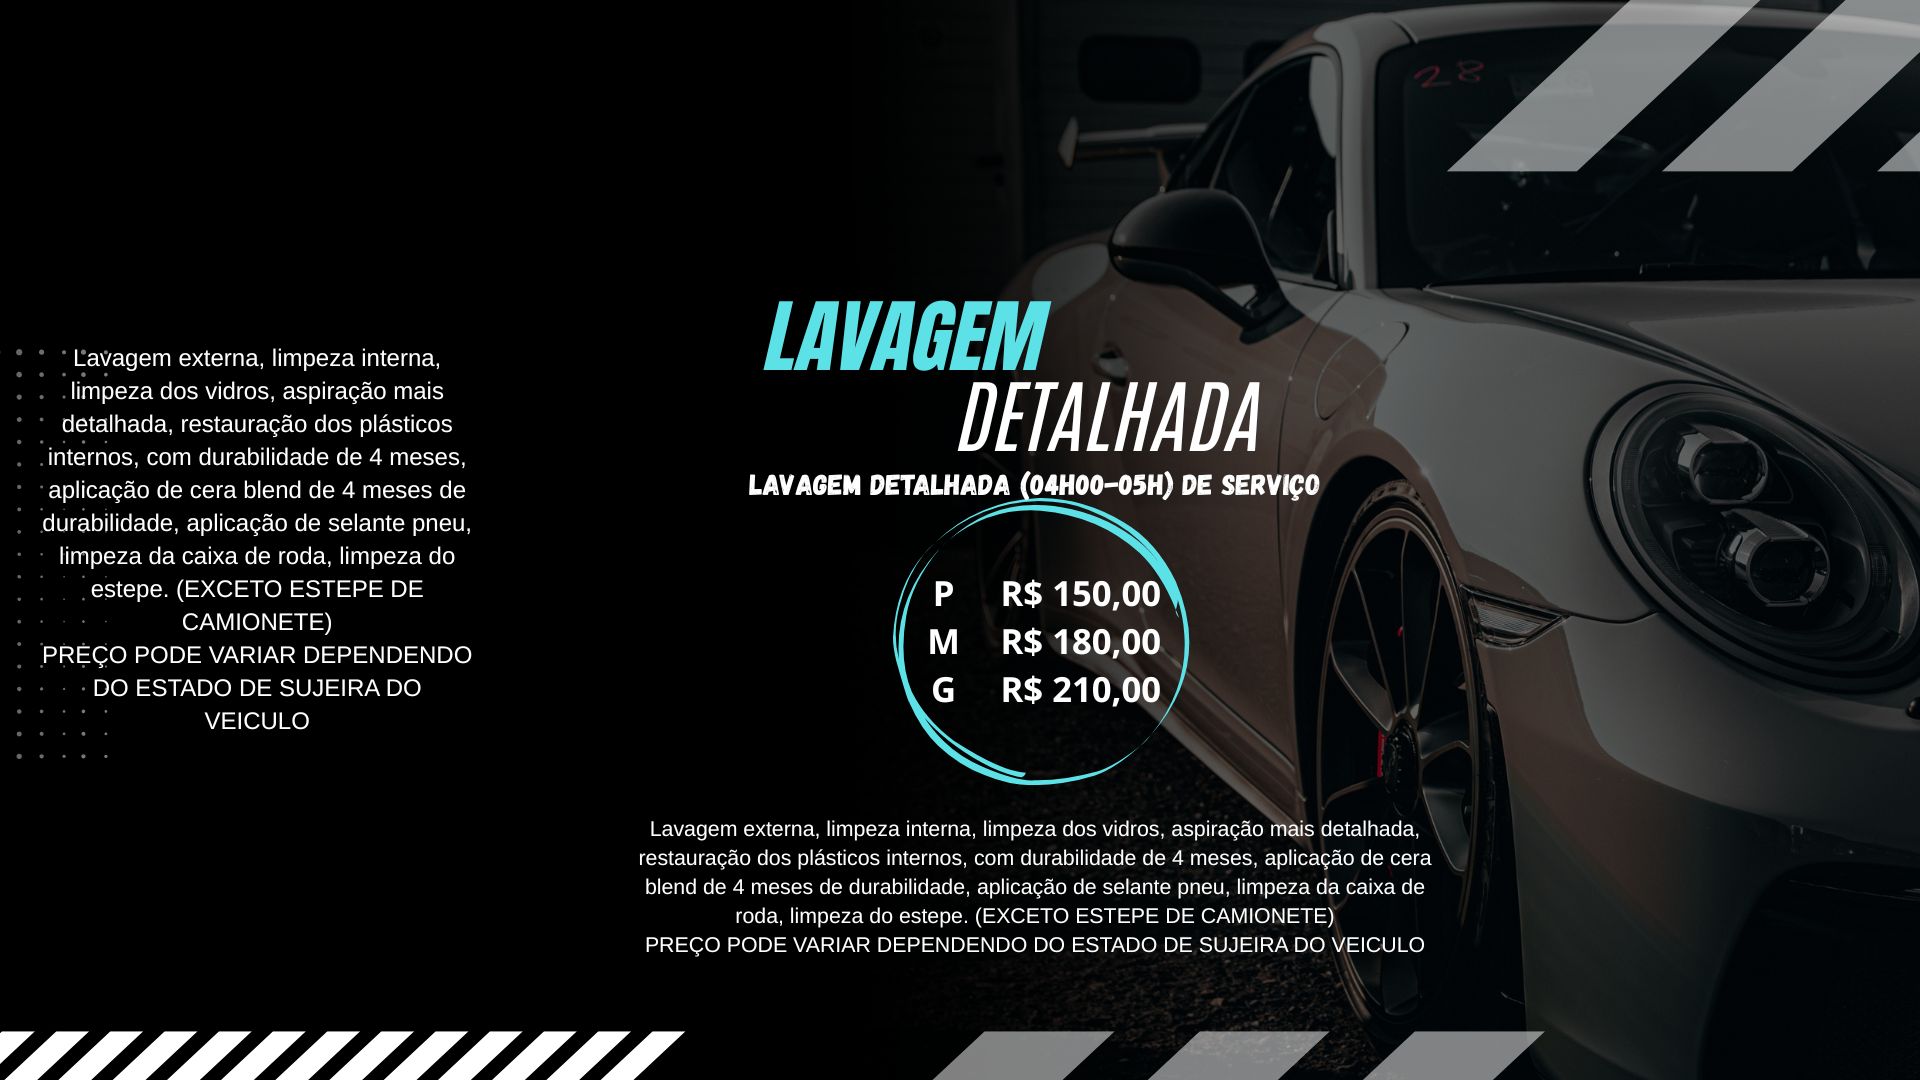 28
Lavagem externa, limpeza interna,
limpeza dos vidros, aspiração mais
detalhada, restauração dos plásticos
internos, com durabilidade de 4 meses,
aplicação de cera blend de 4 meses de
durabilidade, aplicação de selante pneu,
limpeza da caixa de roda, limpeza do
estepe. (EXCETO ESTEPE DE
CAMIONETE)
PREÇO PODE VARIAR DEPENDENDO
DO ESTADO DE SUJEIRA DO
VEICULO
LAVAGEM
DETALHADA
LAVAGEM DETALHADA (04H00-05H) DE SERVIÇO
P R$ 150,00
M R$ 180,00
G R$ 210,00
Lavagem externa, limpeza interna, limpeza dos vidros, aspiração mais detalhada,
restauração dos plásticos internos, com durabilidade de 4 meses, aplicação de cera
blend de 4 meses de durabilidade, aplicação de selante pneu, limpeza da caixa de
roda, limpeza do estepe. (EXCETO ESTEPE DE CAMIONETE)
PREÇO PODE VARIAR DEPENDENDO DO ESTADO DE SUJEIRA DO VEICULO